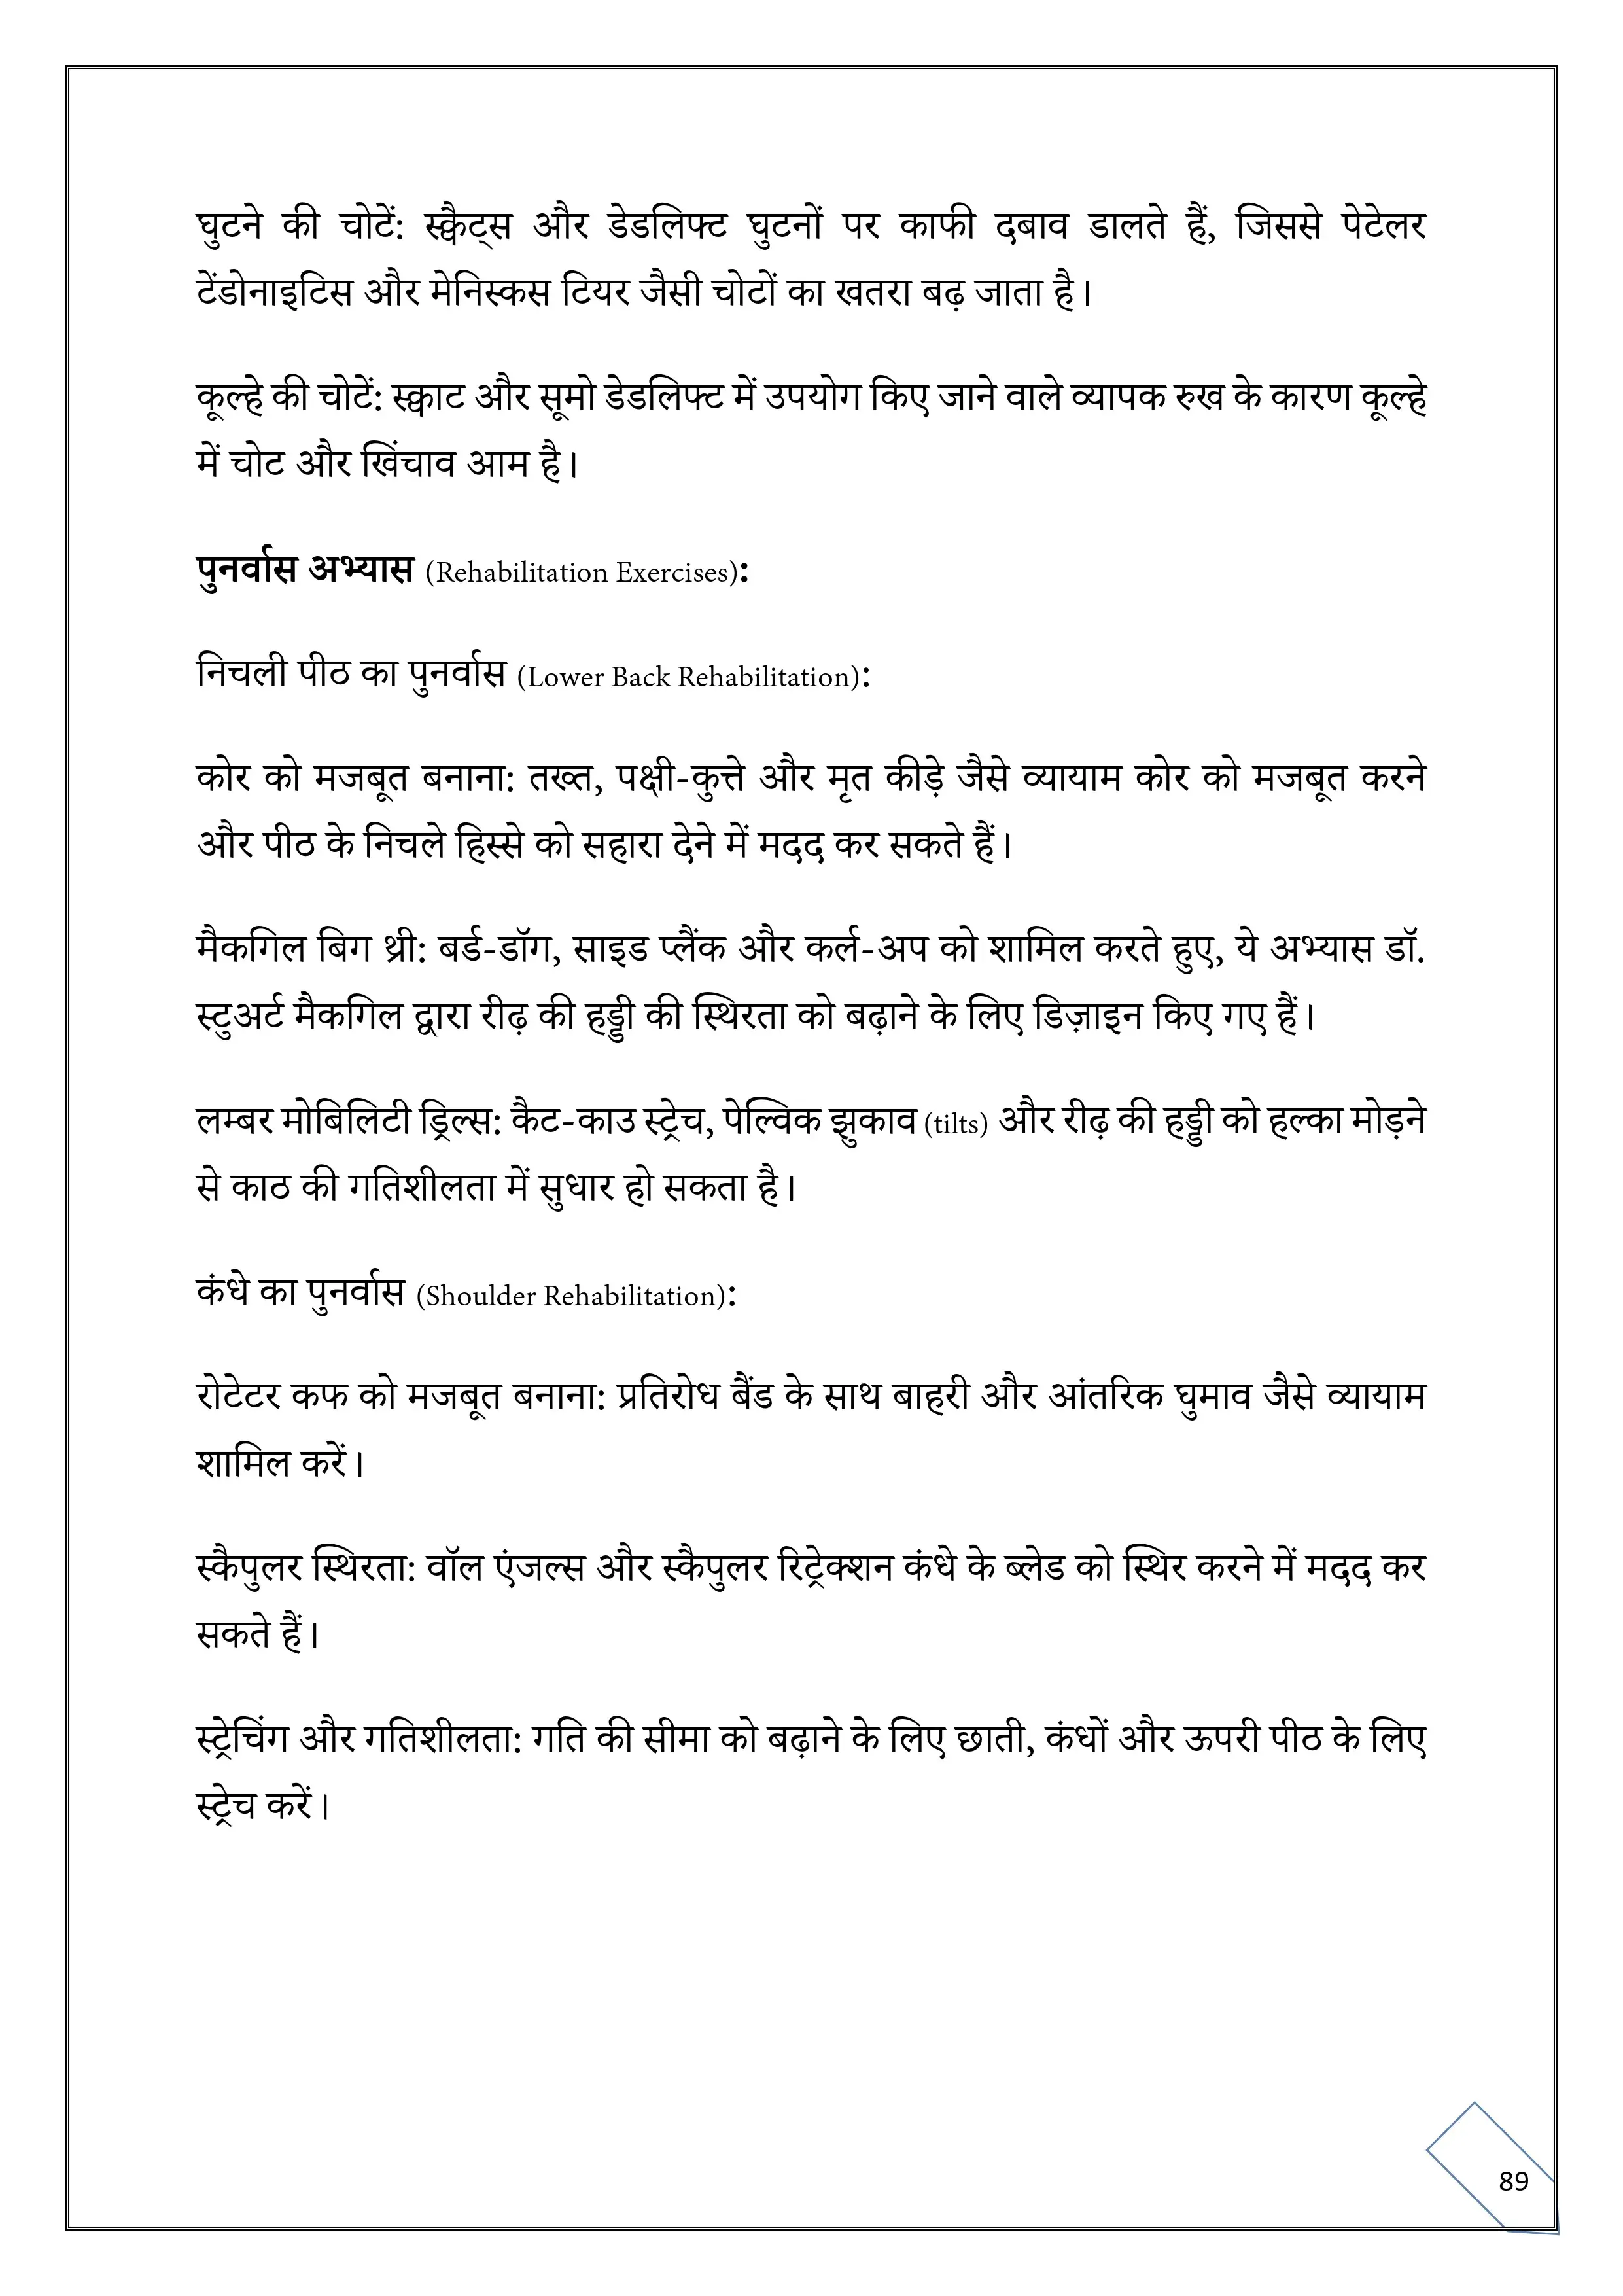 घुटने की चोटें: स्क्वैट्स और डेडलिफ्ट घुटनों पर काफी दबाव डालते हैं, जिससे पेटेलर
टेंडोनाइटिस और मेनिस्कस टियर जैसी चोटों का खतरा बढ़ जाता है।
कूल्हे की चोटें: स्क्वाट और सूमो डेडलिफ्ट में उपयोग किए जाने वाले व्यापक रुख के कारण कूल्हे
में चोट और खिंचाव आम है।
पुनर्वास अभ्यास (Rehabilitation Exercises):
निचली पीठ का पुनर्वास (Lower Back Rehabilitation):
कोर को मजबूत बनाना: तख्त, पक्षी-कुत्ते और मृत कीड़े जैसे व्यायाम कोर को मजबूत करने
और पीठ के निचले हिस्से को सहारा देने में मदद कर सकते हैं।
मैकगिल बिग थ्री: बर्ड-डॉग, साइड प्लैंक और कर्ल-अप को शामिल करते हुए, ये अभ्यास डॉ.
स्टुअर्ट मैकगिल द्वारा रीढ़ की हड्डी की स्थिरता को बढ़ाने के लिए डिज़ाइन किए गए हैं।
लम्बर मोबिलिटी ड्रिल्स: कैट-काउ स्ट्रेच, पेल्विक झुकाव (tilts) और रीढ़ की हड्डी को हल्का मोड़ने
से काठ की गतिशीलता में सुधार हो सकता है।
कंधे का पुनर्वास (Shoulder Rehabilitation):
रोटेटर कफ को मजबूत बनाना: प्रतिरोध बैंड के साथ बाहरी और आंतरिक घुमाव जैसे व्यायाम
शामिल करें।
स्कैपुलर स्थिरता: वॉल एंजल्स और स्कैपुलर रिट्रेक्शन कंधे के ब्लेड को स्थिर करने में मदद कर
सकते हैं।
स्ट्रेचिंग और गतिशीलता: गति की सीमा को बढ़ाने के लिए छाती, कंधों और ऊपरी पीठ के लिए
स्ट्रेच करें।
89